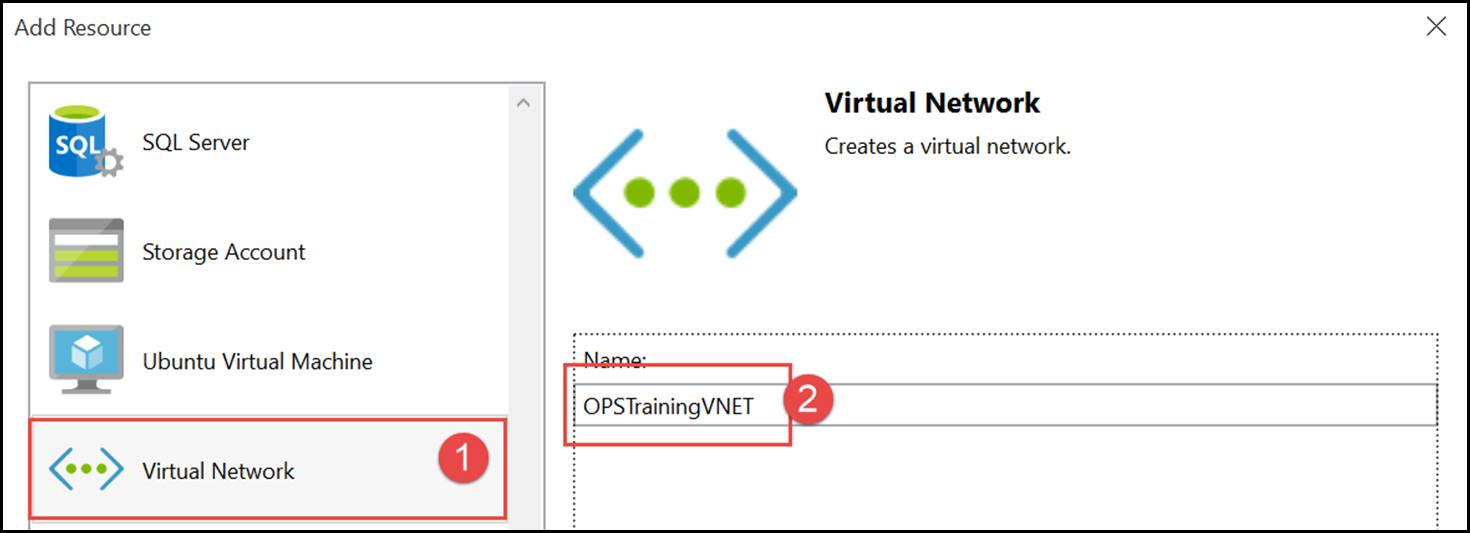 Add Resource
SQL
SQL Server
Storage Account
Ubuntu Virtual Machine
Virtual Network
1
Virtual Network
Creates a virtual network.
Name:
OPSTrainingVNET
2